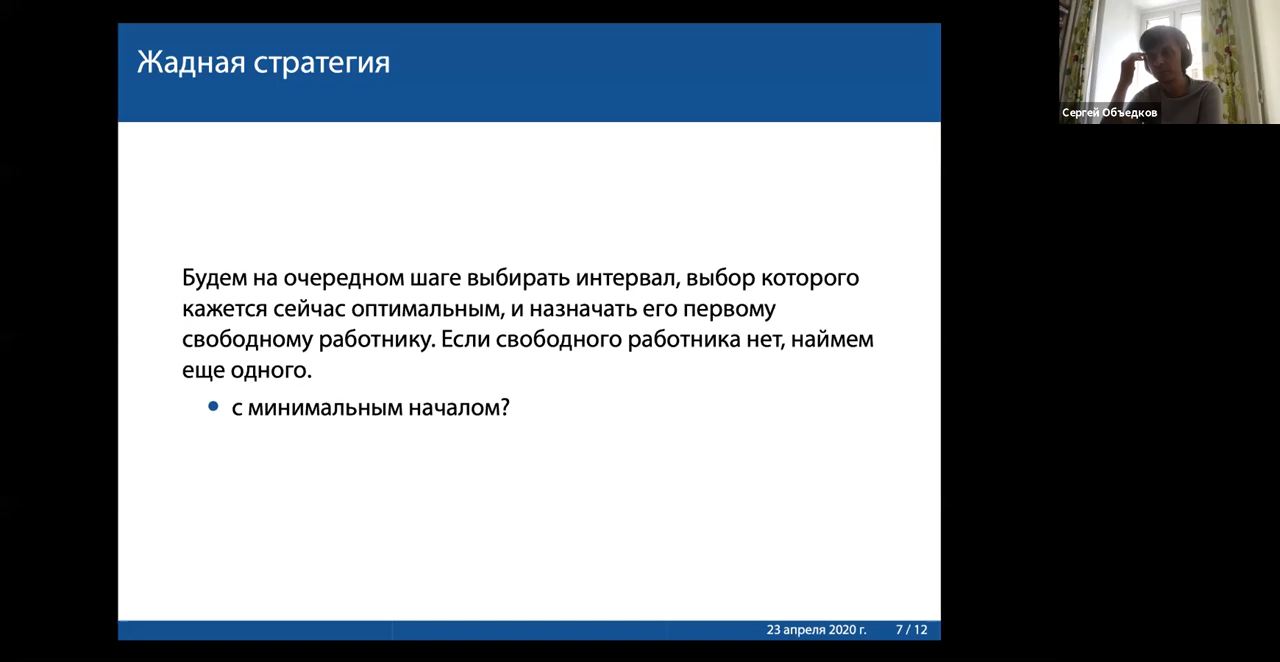 Жадная стратегия
Сергей Объедков
Будем на очередном шаге выбирать интервал, выбор которого
кажется сейчас оптимальным, и назначать его первому
свободному работнику. Если свободного работника нет, наймем
еще одного.
с минимальным началом?
23 апреля 2020 г. 7 / 12